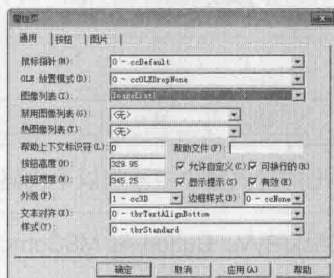 属性页
通用 按钮 图片
鼠标指针(M): 0 - ccDefault
OLE 放置模式(D): 0 - ccOLEDropNone
图像列表(I): ImageList1
禁用图像列表(G): <无>
热图像列表(T): <无>
帮助上下文标识符(L): 0 帮助文件(F):
按钮高度(H): 329.95 允许自定义(C) 可换行的(R)
按钮宽度(W): 345.25 显示提示(S) 有效(E)
外观(P) 1 - cc3D 边框样式(B) 0 - ccNone
文本对齐(X): 0 - tbrTextAlignBottom
样式(Y): 0 - tbrStandard
确定 取消 应用(A) 帮助